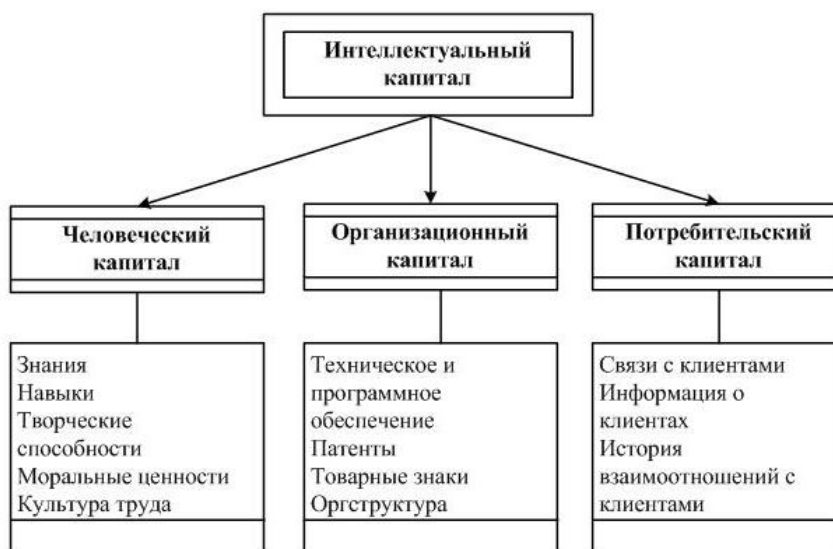 Интеллектуальный
капитал
Человеческий
капитал
Организационный
капитал
Потребительский
капитал
Знания
Навыки
Творческие
способности
Моральные ценности
Культура труда
Техническое и
программное
обеспечение
Патенты
Товарные знаки
Оргструктура
Связи с клиентами
Информация о
клиентах
История
взаимоотношений с
клиентами